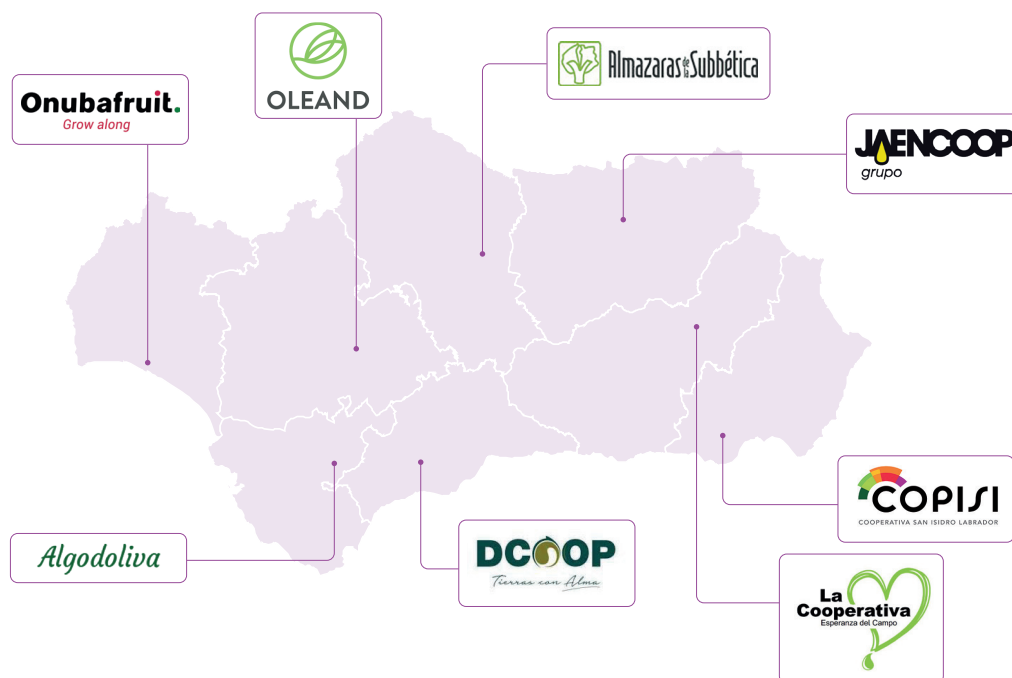 Onubafruit.
Grow along
OLEAND
Almazaras de la Subbética
JAENCOOP
grupo
COPISI
COOPERATIVA SAN ISIDRO LABRADOR
Algodoliva
DCOOP
Tierras con Alma
La
Cooperativa
Esperanza del Campo